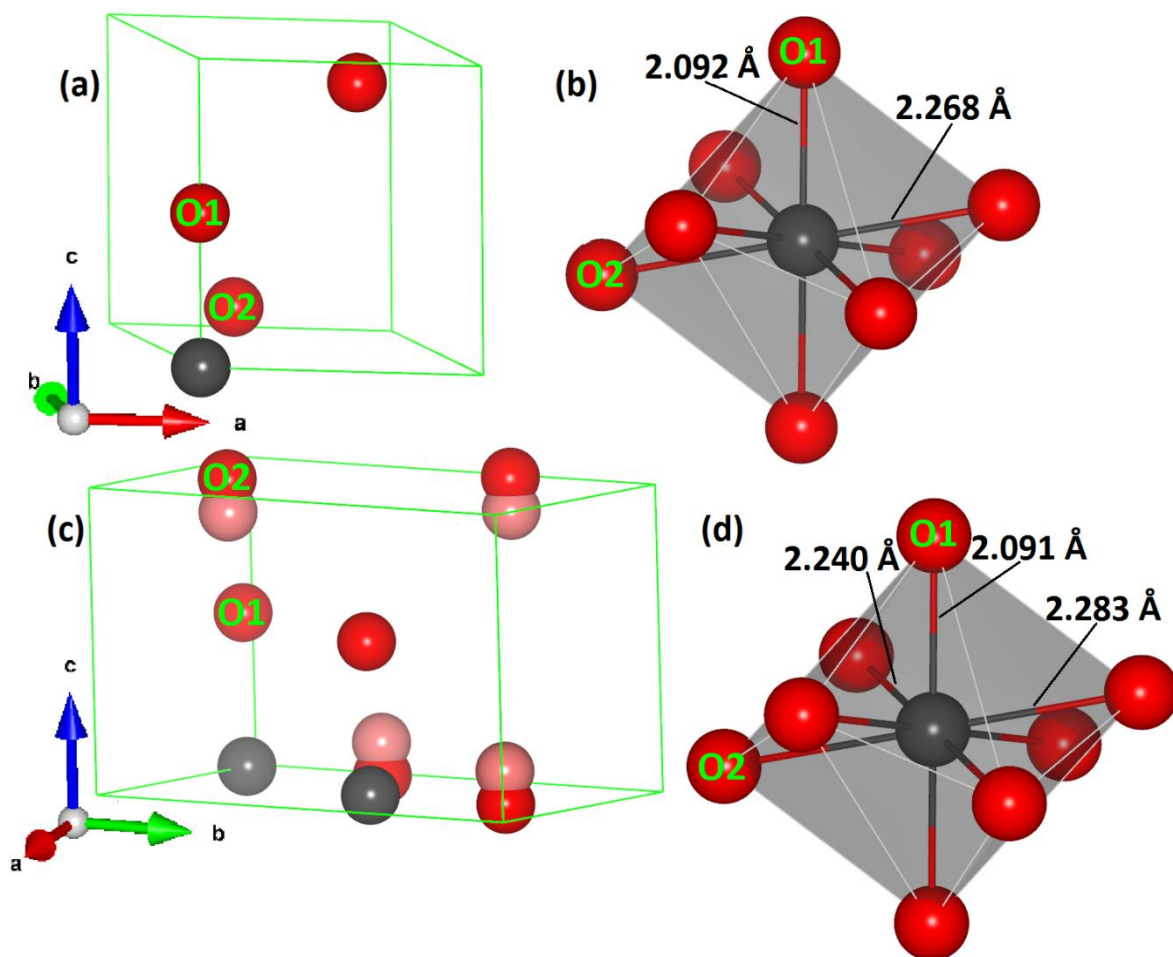 (a)
O1
O2
c
b
a
(b)
O1
2.092 Å
2.268 Å
O2
(c)
O2
O1
c
b
a
(d)
O1
2.240 Å
2.091 Å
2.283 Å
O2